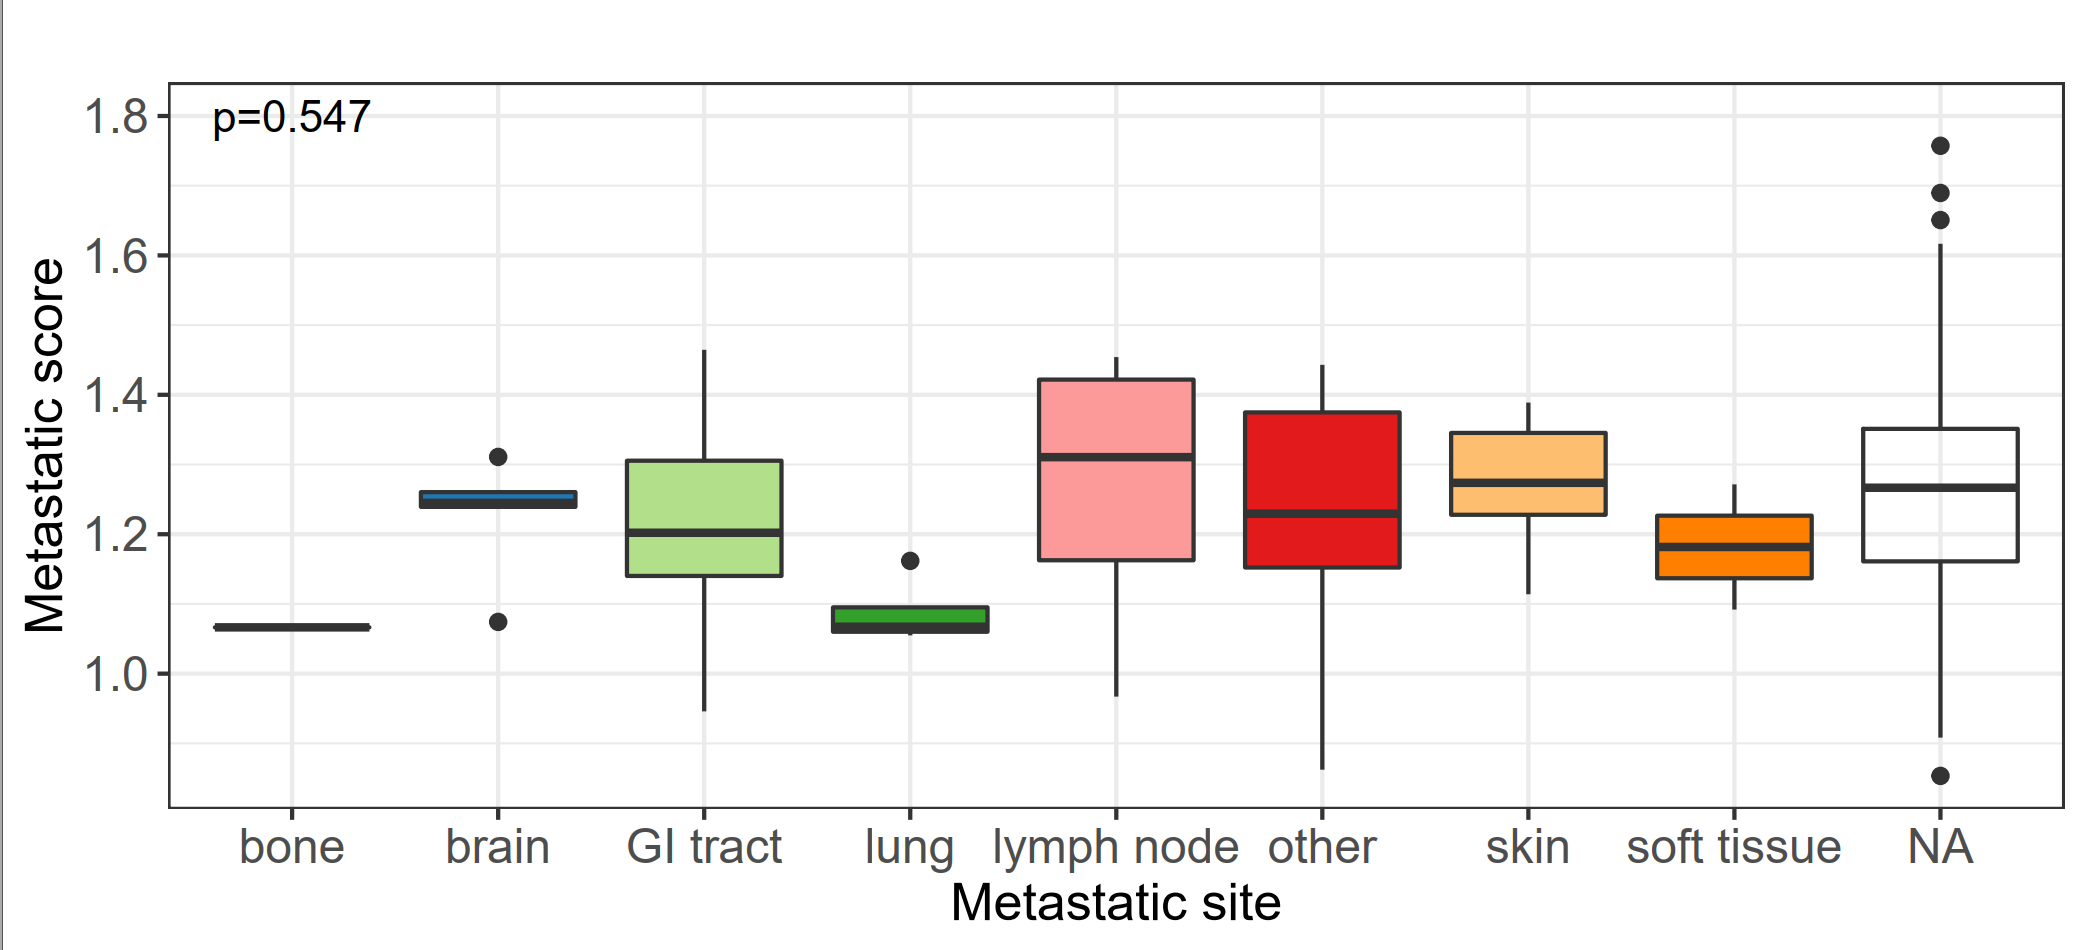 p=0.547
1.8
1.6
1.4
1.2
1.0
Metastatic score
bone brain GI tract lung lymph node other skin soft tissue NA
Metastatic site